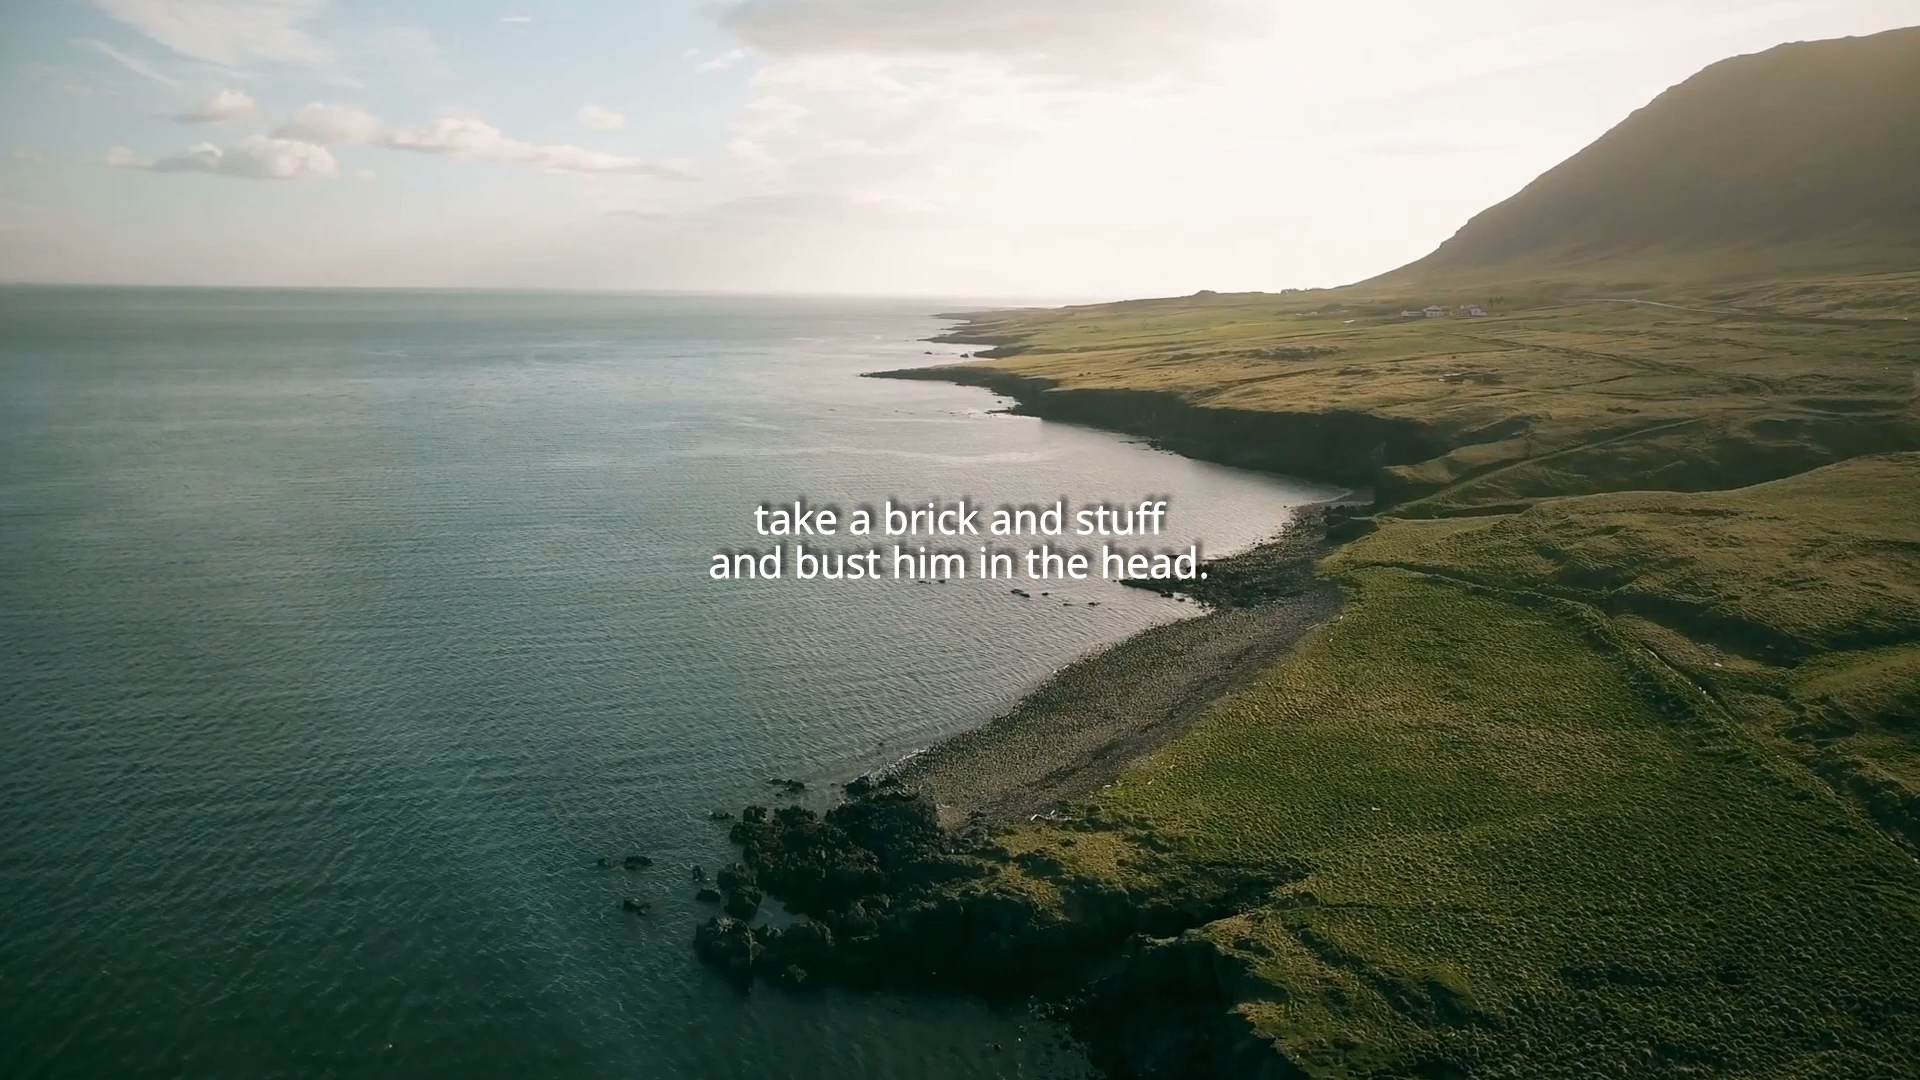 take a brick and stuff
and bust him in the head.